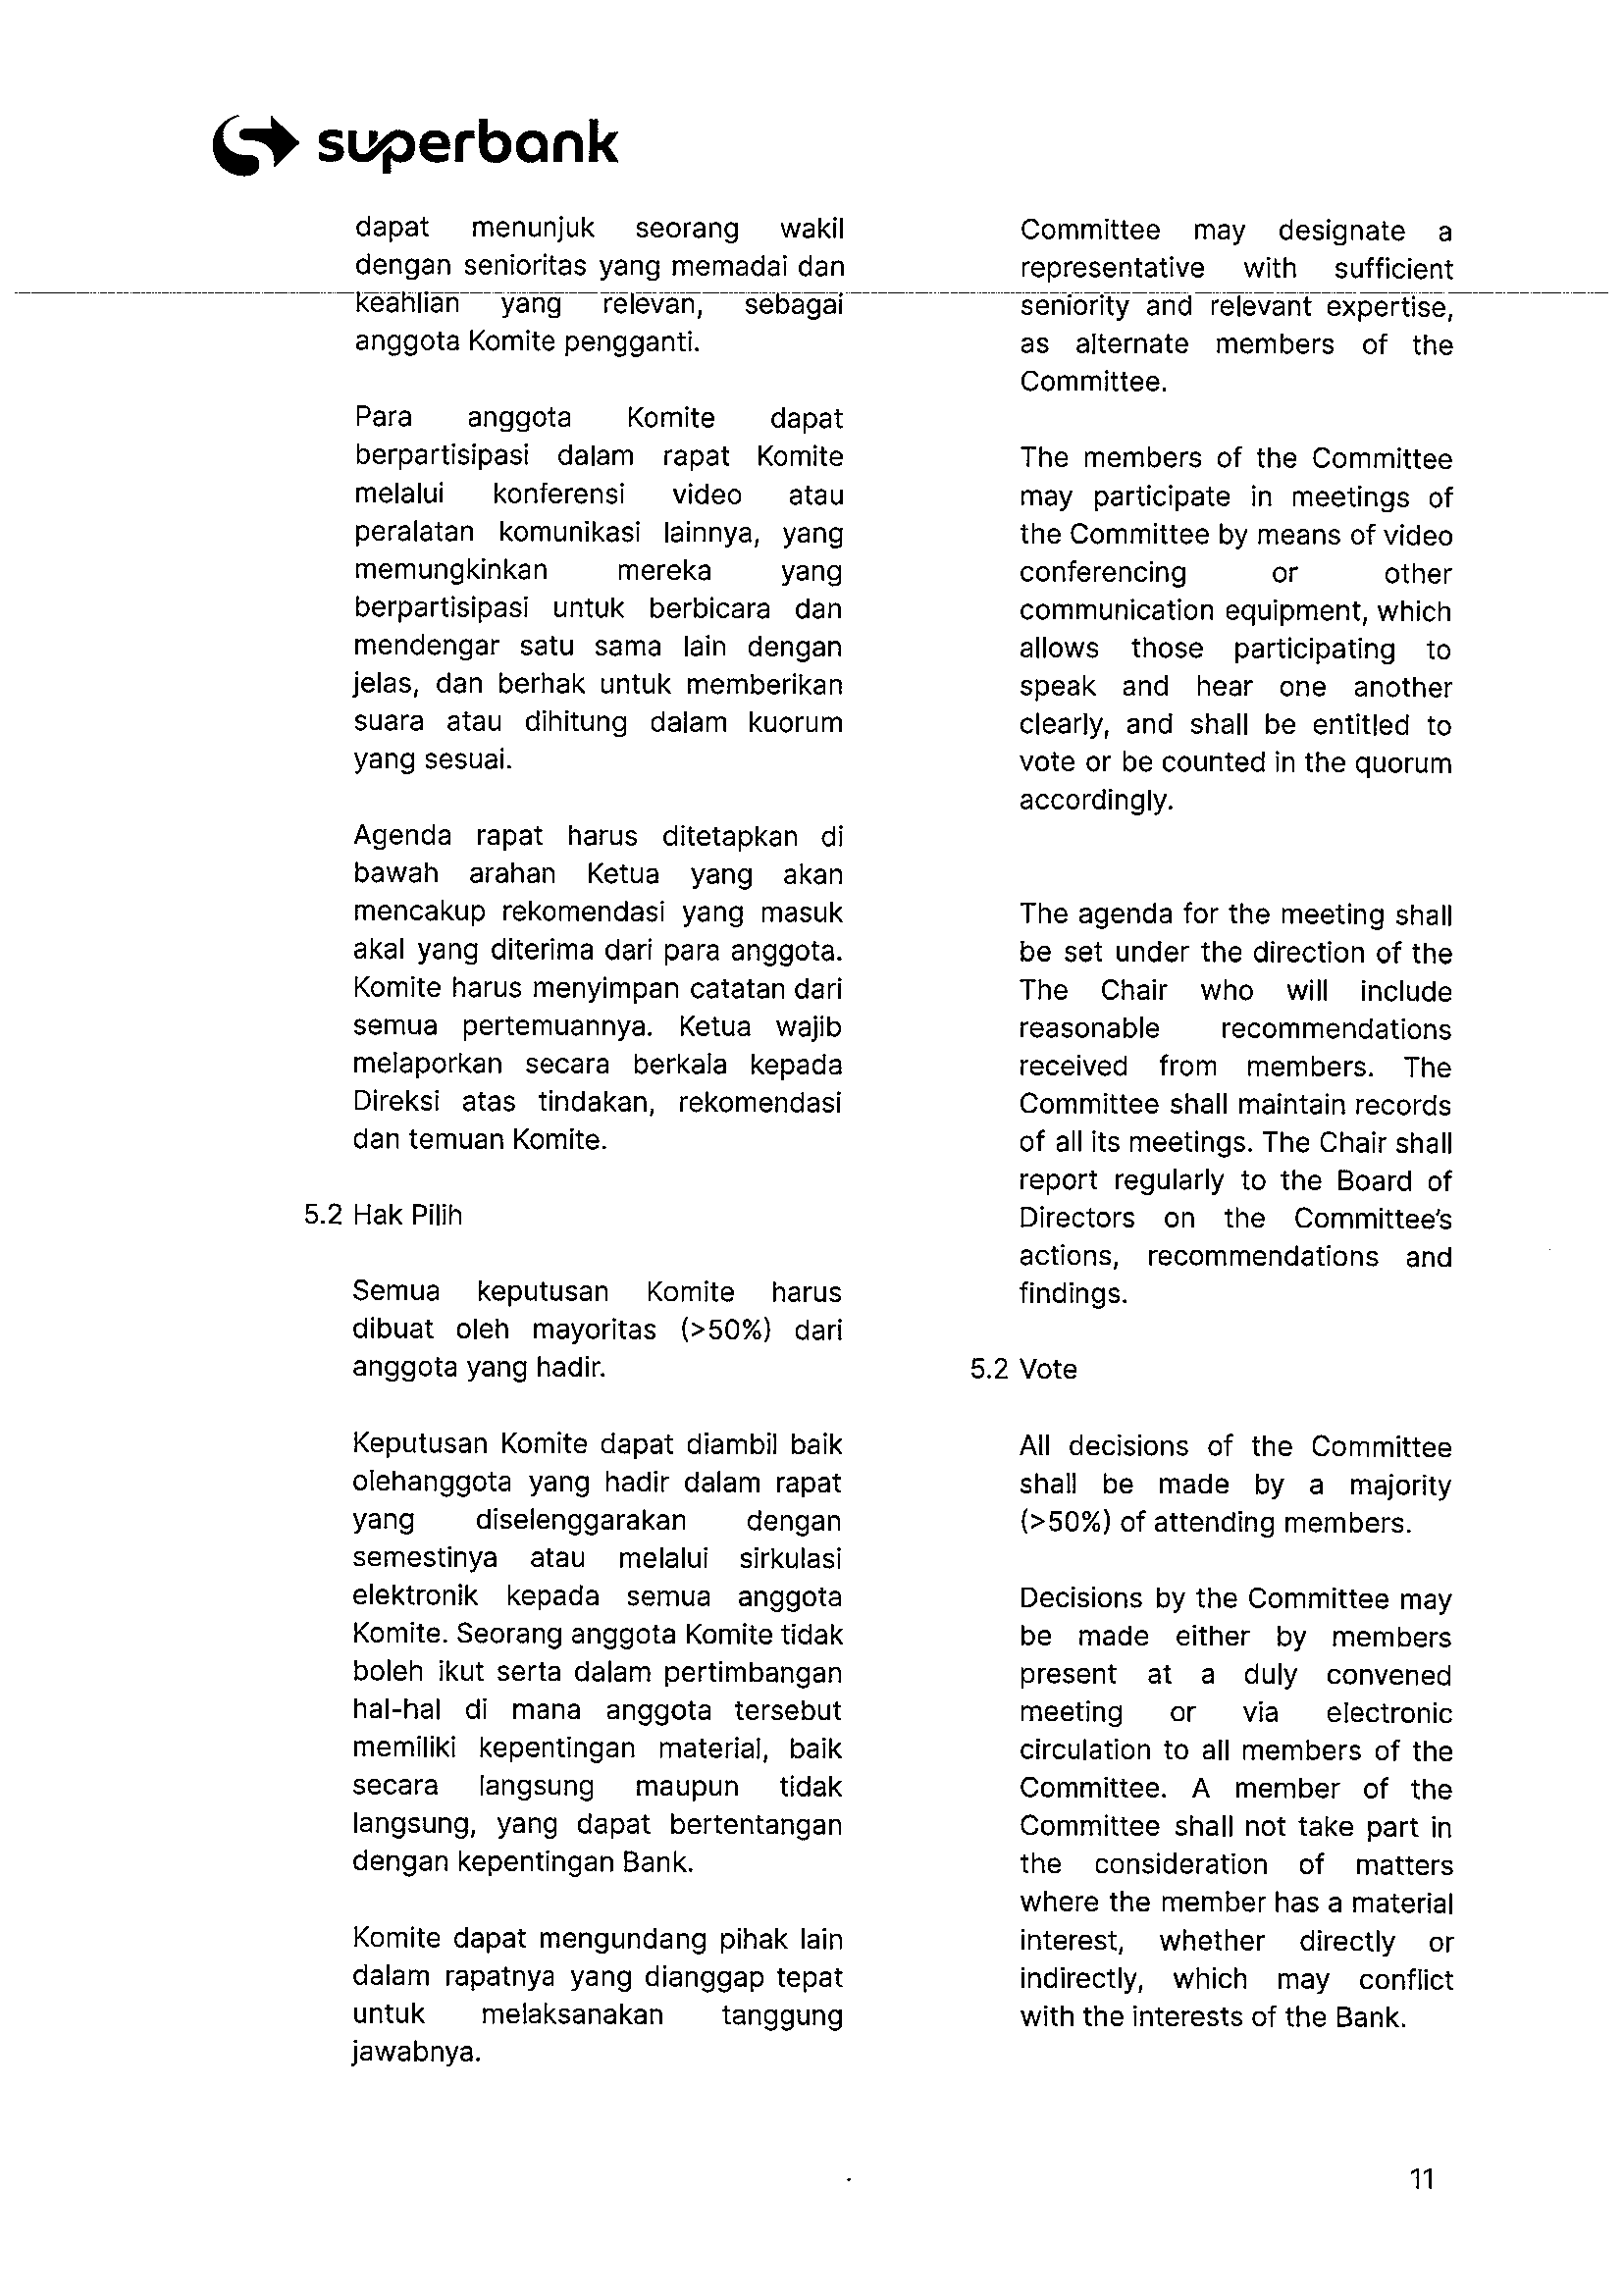 superbank
dapat menunjuk seorang wakil
dengan senioritas yang memadai dan
keahlian yang relevan, sebagai
anggota Komite pengganti.
Para anggota Komite dapat
berpartisipasi dalam rapat Komite
melalui konferensi video atau
peralatan komunikasi lainnya, yang
memungkinkan mereka yang
berpartisipasi untuk berbicara dan
mendengar satu sama lain dengan
jelas, dan berhak untuk memberikan
suara atau dihitung dalam kuorum
yang sesuai.
Agenda rapat harus ditetapkan di
bawah arahan Ketua yang akan
mencakup rekomendasi yang masuk
akal yang diterima dari para anggota.
Komite harus menyimpan catatan dari
semua pertemuannya. Ketua wajib
melaporkan secara berkala kepada
Direksi atas tindakan, rekomendasi
dan temuan Komite.
5.2 Hak Pilih
Semua keputusan Komite harus
dibuat oleh mayoritas (>50%) dari
anggota yang hadir.
Keputusan Komite dapat diambil baik
olehanggota yang hadir dalam rapat
yang diselenggarakan dengan
semestinya atau melalui sirkulasi
elektronik kepada semua anggota
Komite. Seorang anggota Komite tidak
boleh ikut serta dalam pertimbangan
hal-hal di mana anggota tersebut
memiliki kepentingan material, baik
secara langsung maupun tidak
langsung, yang dapat bertentangan
dengan kepentingan Bank.
Komite dapat mengundang pihak lain
dalam rapatnya yang dianggap tepat
untuk melaksanakan tanggung
jawabnya.
Committee may designate a
representative with sufficient
seniority and relevant expertise,
as alternate members of the
Committee.
The members of the Committee
may participate in meetings of
the Committee by means of video
conferencing or other
communication equipment, which
allows those participating to
speak and hear one another
clearly, and shall be entitled to
vote or be counted in the quorum
accordingly.
The agenda for the meeting shall
be set under the direction of the
The Chair who will include
reasonable recommendations
received from members. The
Committee shall maintain records
of all its meetings. The Chair shall
report regularly to the Board of
Directors on the Committee's
actions, recommendations and
findings.
5.2 Vote
All decisions of the Committee
shall be made by a majority
(>50%) of attending members.
Decisions by the Committee may
be made either by members
present at a duly convened
meeting or via electronic
circulation to all members of the
Committee. A member of the
Committee shall not take part in
the consideration of matters
where the member has a material
interest, whether directly or
indirectly, which may conflict
with the interests of the Bank.
11